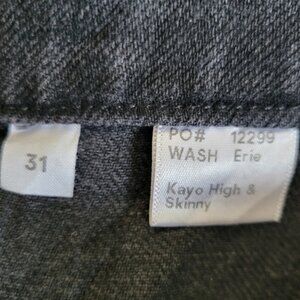 31
PO# 12299
WASH Erie
Kayo High &
Skinny